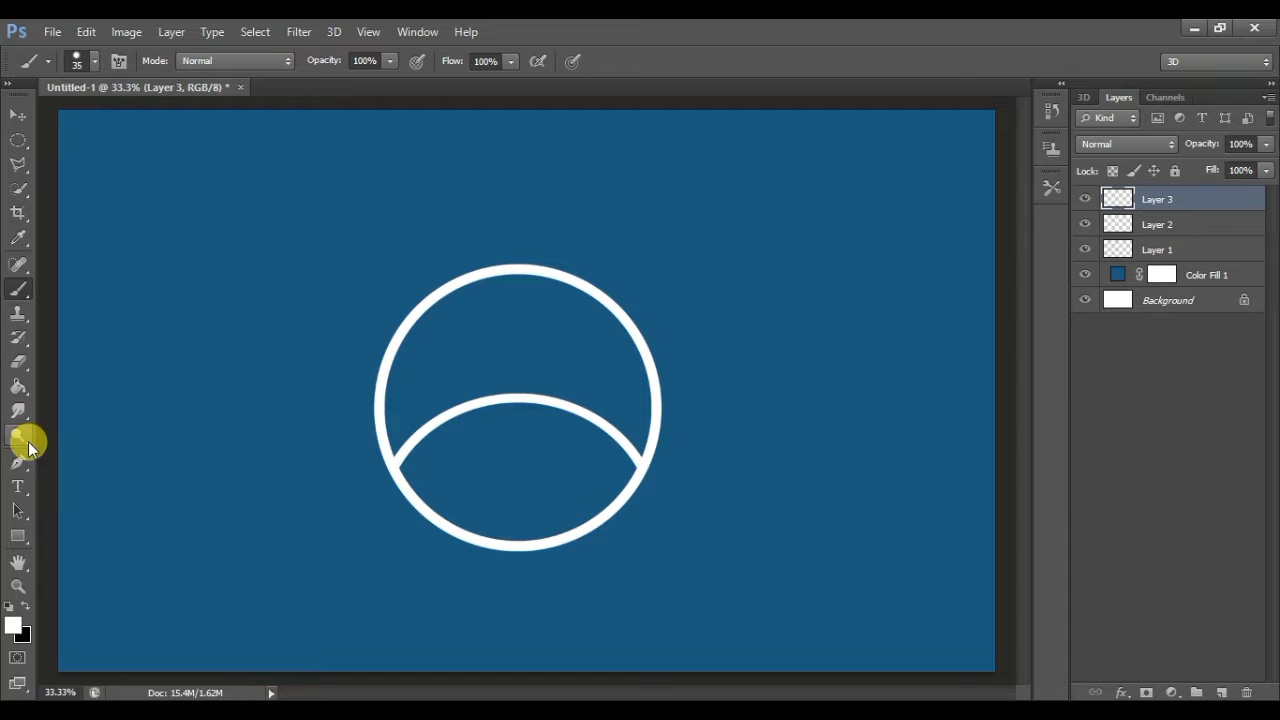 Ps File Edit Image Layer Type Select Filter 3D View Window Help
35 Mode: Normal Opacity: 100% Flow: 100% 3D
Untitled-1 @ 33.3% (Layer 3, RGB/8) * ×
3D Layers Channels
Kind
Normal Opacity: 100%
Lock: Fill: 100%
Layer 3
Layer 2
Layer 1
Color Fill 1
Background
T
33.33% Doc: 15.4M/1.62M
fx